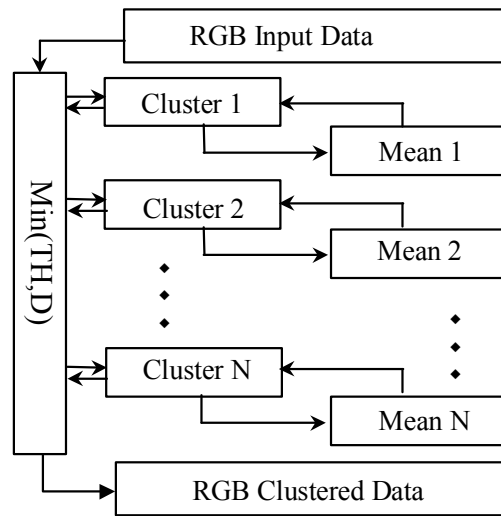 RGB Input Data
Cluster 1
Mean 1
Min(TH,D)
Cluster 2
Mean 2
Cluster N
Mean N
RGB Clustered Data